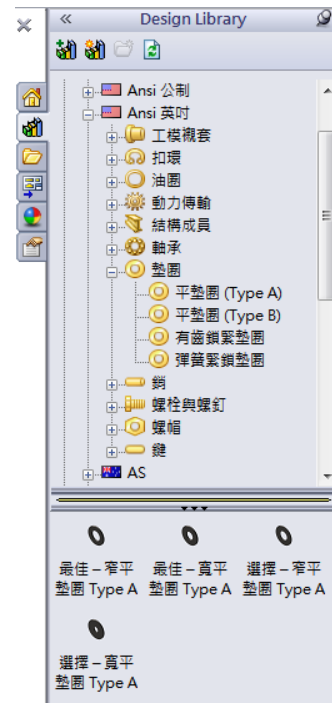 Design Library
Ansi 公制
Ansi 英吋
工模襯套
扣環
油圈
動力傳輸
結構成員
軸承
墊圈
平墊圈 (Type A)
平墊圈 (Type B)
有齒鎖緊墊圈
彈簧緊鎖墊圈
銷
螺栓與螺釘
螺帽
鍵
AS
最佳 – 窄平
墊圈 Type A
最佳 – 寬平
墊圈 Type A
選擇 – 窄平
墊圈 Type A
選擇 – 寬平
墊圈 Type A